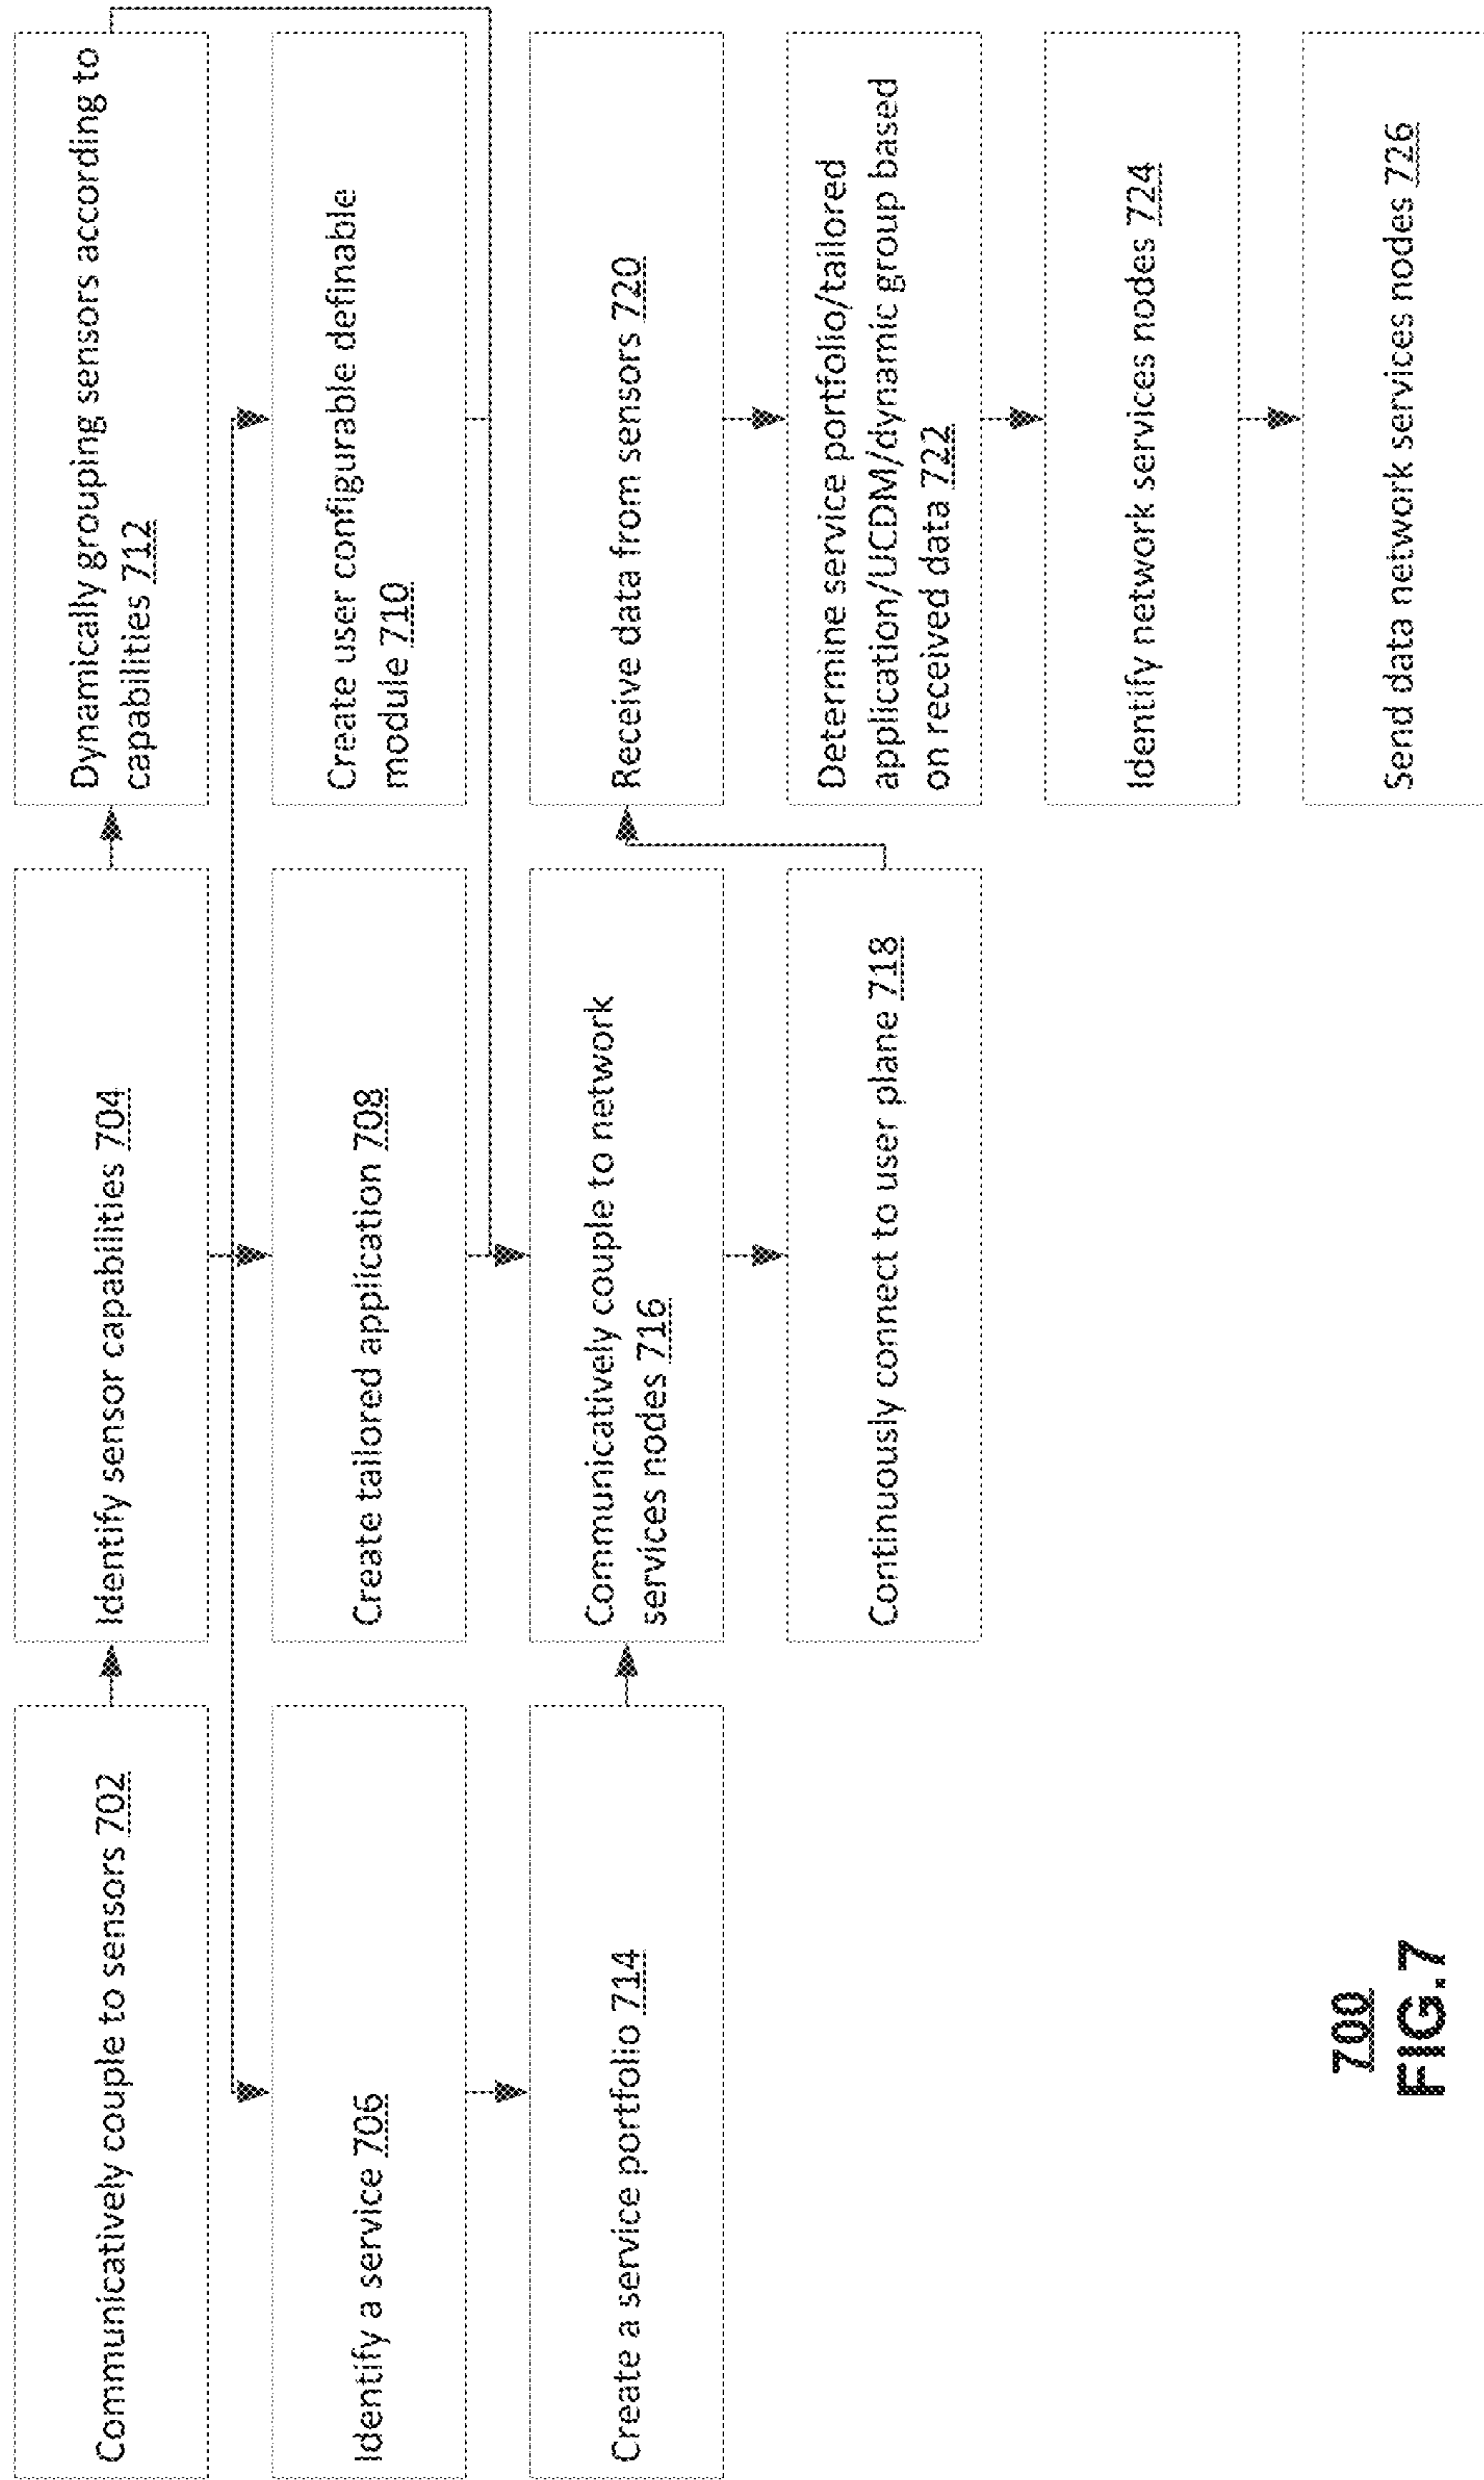 Communicatively couple to sensors 702
Identify sensor capabilities 704
Dynamically grouping sensors according to
capabilities 712
Identify a service 706
Create tailored application 708
Create user configurable definable
module 710
Create a service portfolio 714
Communicatively couple to network
services nodes 716
Receive data from sensors 720
Continuously connect to user plane 718
Determine service portfolio/tailored
application/UCDM/dynamic group based
on received data 722
Identify network services nodes 724
Send data network services nodes 726
700
FIG.7